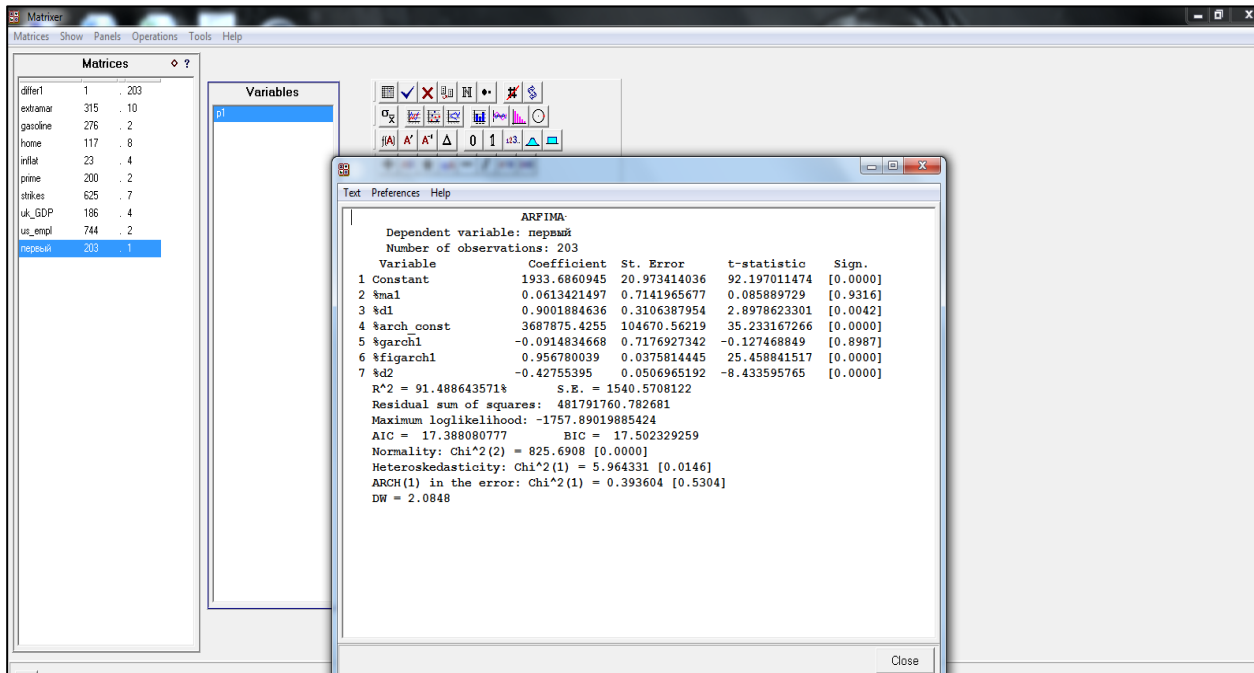 Matrixer
Matrices Show Panels Operations Tools Help
Matrices ?
differ1 1 . 203
extramar 315 . 10
gasoline 276 . 2
home 117 . 8
inflat 23 . 4
prime 200 . 2
strikes 625 . 7
uk_GDP 186 . 4
us_empl 744 . 2
первый 203 . 1
Variables
p1
f(A) A' A⁻¹ Δ 0 1 123..
Text Preferences Help
ARFIMA-
Dependent variable: первый
Number of observations: 203
Variable Coefficient St. Error t-statistic Sign.
1 Constant 1933.6860945 20.973414036 92.197011474 [0.0000]
2 %ma1 0.0613421497 0.7141965677 0.085889729 [0.9316]
3 %d1 0.9001884636 0.3106387954 2.8978623301 [0.0042]
4 %arch_const 3687875.4255 104670.56219 35.233167266 [0.0000]
5 %garch1 -0.0914834668 0.7176927342 -0.127468849 [0.8987]
6 %figarch1 0.956780039 0.0375814445 25.458841517 [0.0000]
7 %d2 -0.42755395 0.0506965192 -8.433595765 [0.0000]
R^2 = 91.488643571% S.E. = 1540.5708122
Residual sum of squares: 481791760.782681
Maximum loglikelihood: -1757.89019885424
AIC = 17.388080777 BIC = 17.502329259
Normality: Chi^2(2) = 825.6908 [0.0000]
Heteroskedasticity: Chi^2(1) = 5.964331 [0.0146]
ARCH(1) in the error: Chi^2(1) = 0.393604 [0.5304]
DW = 2.0848
Close